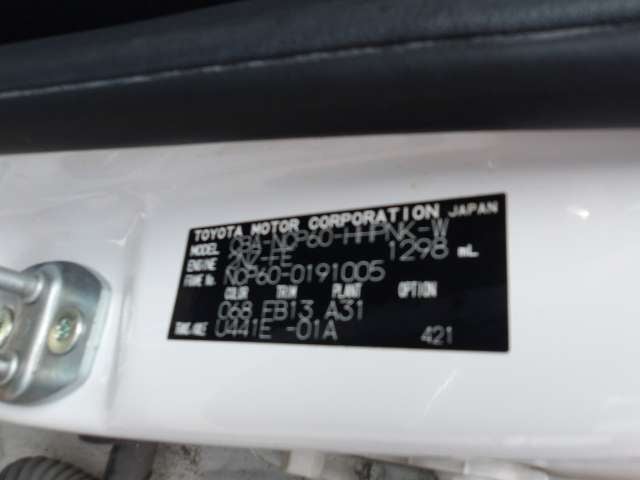 TOYOTA MOTOR CORPORATION JAPAN
MODEL CBA-NCP60-HHPNK-W
ENGINE 2NZ-FE 1298 mL
FRAME No. NCP60-0191005
COLOR TRIM PLANT OPTION
068 FB13 A31
TRANS./AXLE U441E -01A 421